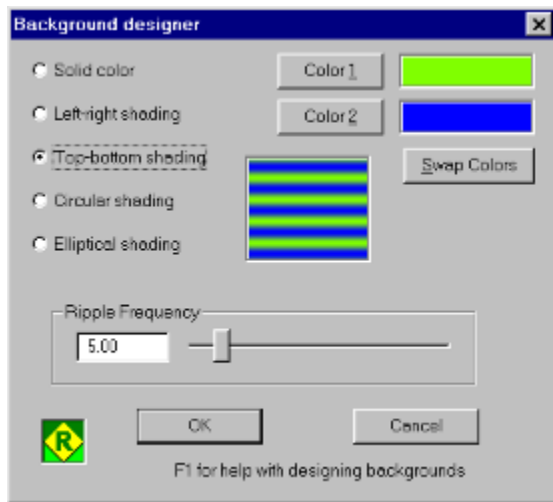 Background designer
Solid color
Color 1
Left-right shading
Color 2
Top-bottom shading
Swap Colors
Circular shading
Elliptical shading
Ripple Frequency
5.00
R
OK
Cancel
F1 for help with designing backgrounds